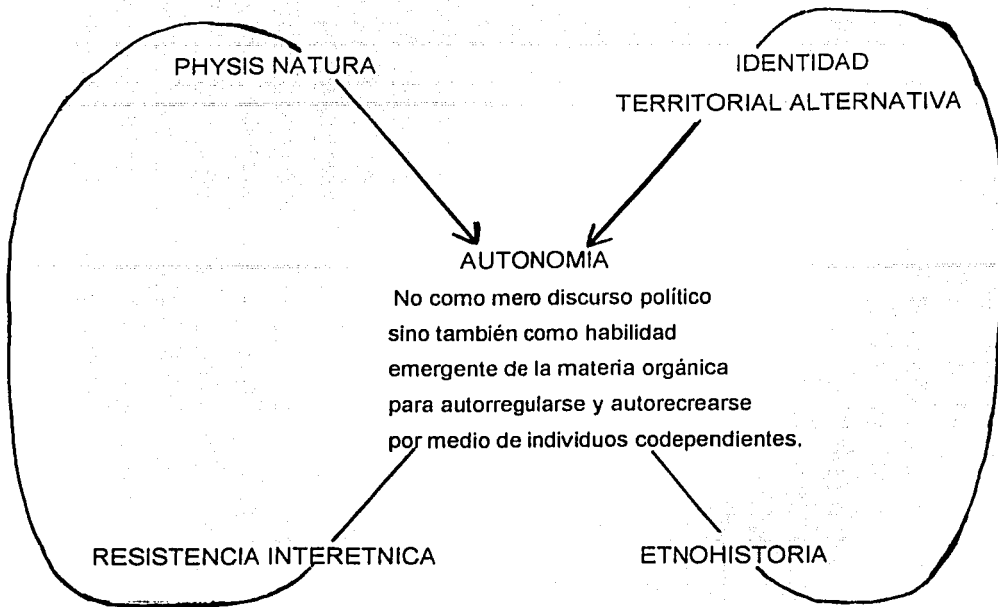 PHYSIS NATURA
IDENTIDAD
TERRITORIAL ALTERNATIVA
AUTONOMIA
No como mero discurso político
sino también como habilidad
emergente de la materia orgánica
para autorregularse y autorecrearse
por medio de individuos codependientes.
RESISTENCIA INTERETNICA
ETNOHISTORIA